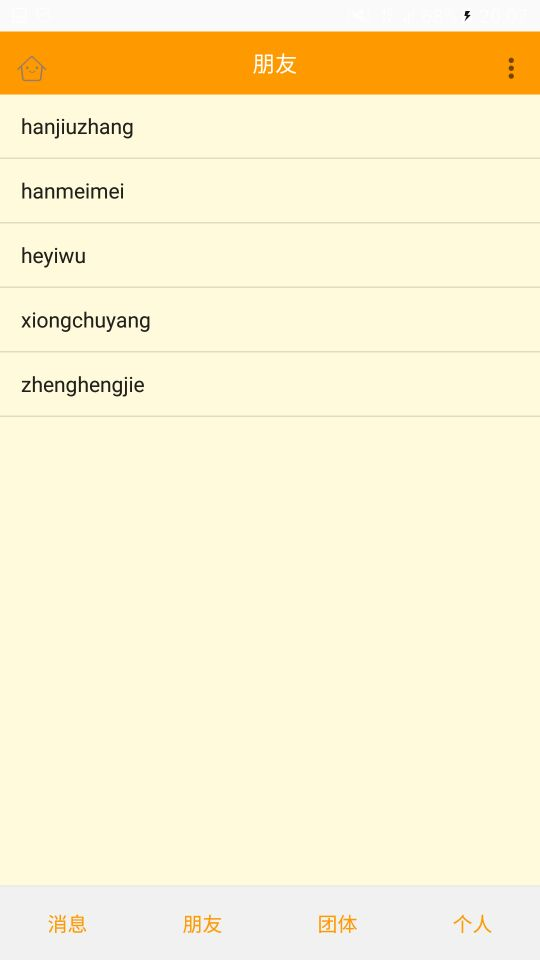 朋友
hanjiuzhang
hanmeimei
heyiwu
xiongchuyang
zhenghengjie
消息 朋友 团体 个人